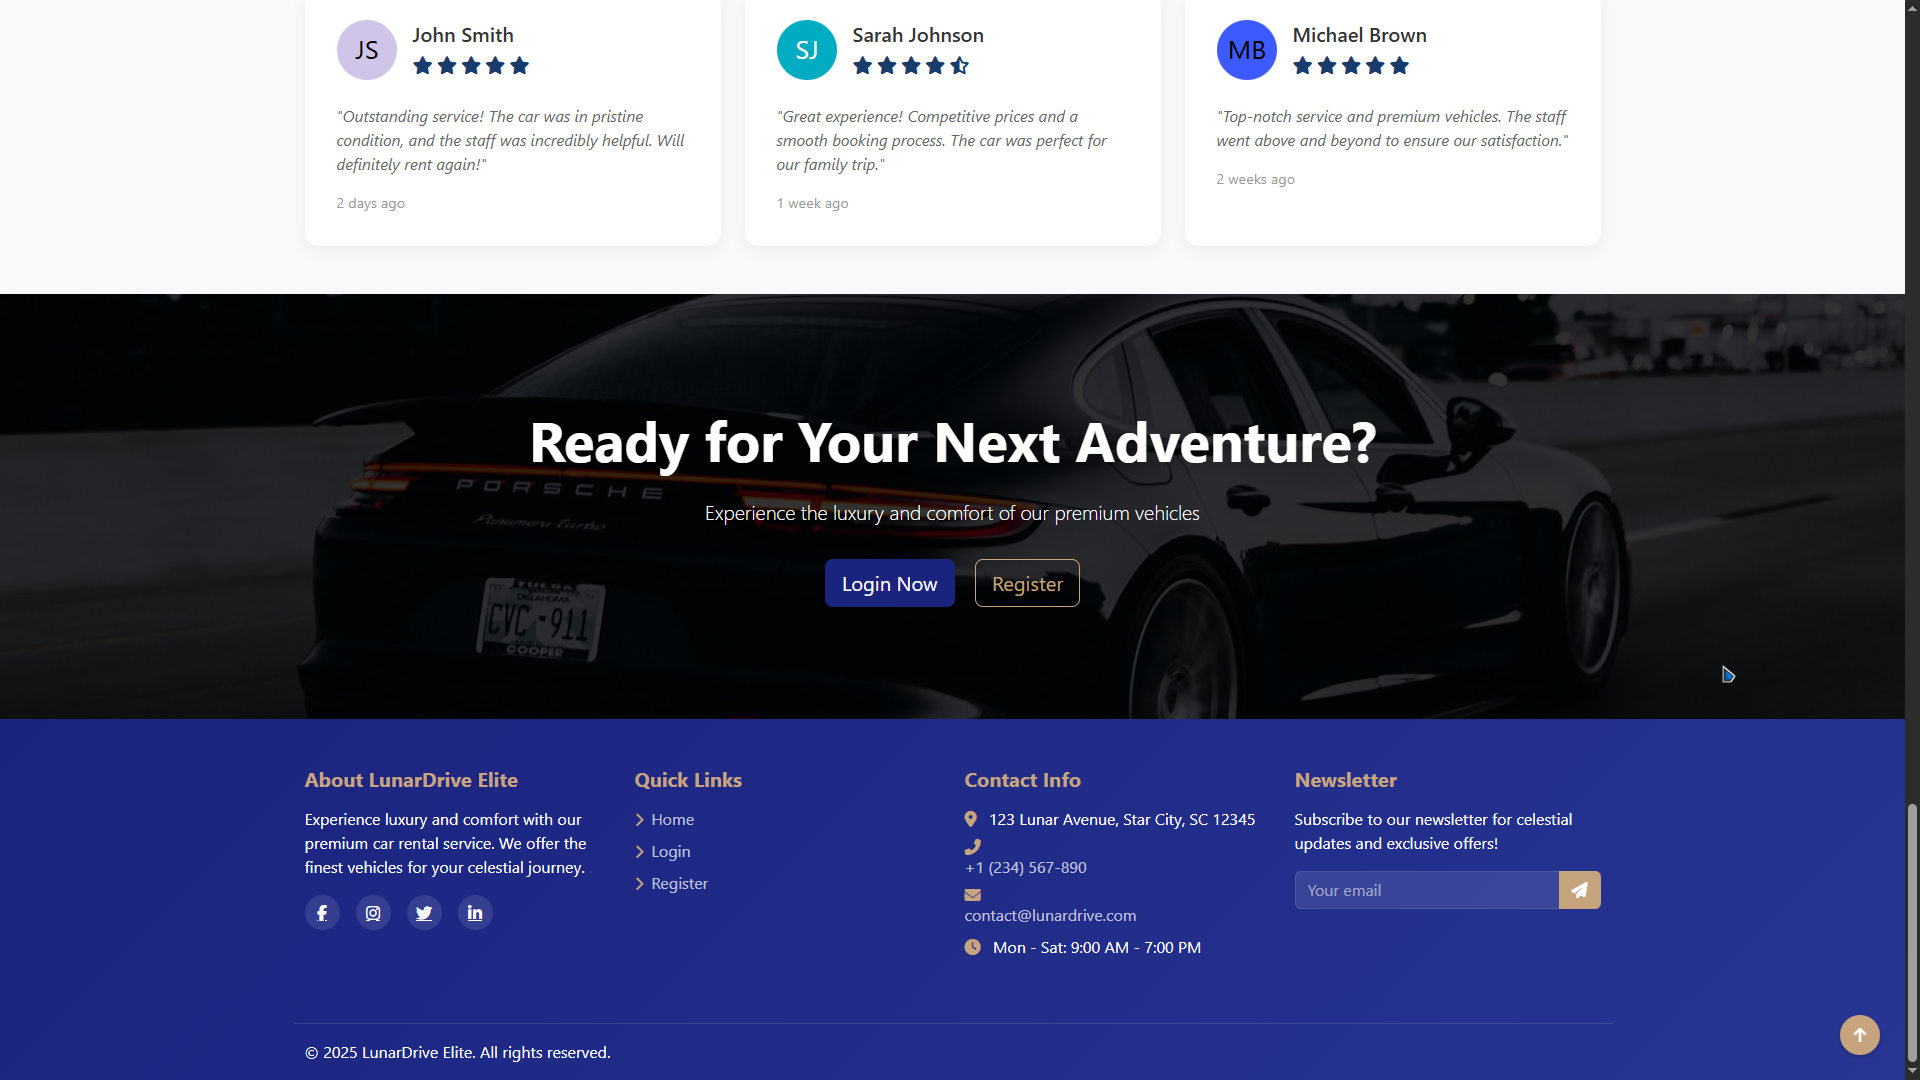 JS
John Smith
"Outstanding service! The car was in pristine
condition, and the staff was incredibly helpful. Will
definitely rent again!"
2 days ago
SJ
Sarah Johnson
"Great experience! Competitive prices and a
smooth booking process. The car was perfect for
our family trip."
1 week ago
MB
Michael Brown
"Top-notch service and premium vehicles. The staff
went above and beyond to ensure our satisfaction."
2 weeks ago
Ready for Your Next Adventure?
PORSCHE
Panamera turbo
Experience the luxury and comfort of our premium vehicles
Login Now
Register
OKLAHOMA
CVC-911
COOPER
About LunarDrive Elite
Experience luxury and comfort with our
premium car rental service. We offer the
finest vehicles for your celestial journey.
Quick Links
Home
Login
Register
Contact Info
123 Lunar Avenue, Star City, SC 12345
+1 (234) 567-890
contact@lunardrive.com
Mon - Sat: 9:00 AM - 7:00 PM
Newsletter
Subscribe to our newsletter for celestial
updates and exclusive offers!
Your email
© 2025 LunarDrive Elite. All rights reserved.